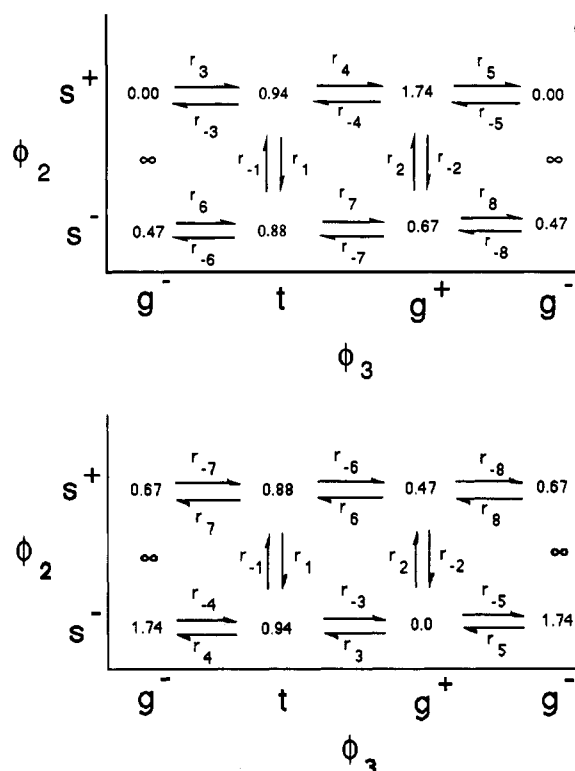 r3 r4 r5
s+ 0.00 0.94 1.74 0.00
r-3 r-4 r-5
ϕ2 ∞ r-1 r1 r2 r-2 ∞
r6 r7 r8
s- 0.47 0.88 0.67 0.47
r-6 r-7 r-8
g- t g+ g-
ϕ3
r-7 r-6 r-8
s+ 0.67 0.88 0.47 0.67
r7 r6 r8
ϕ2 ∞ r-1 r1 r2 r-2 ∞
r-4 r-3 r-5
s- 1.74 0.94 0.0 1.74
r4 r3 r5
g- t g+ g-
ϕ3